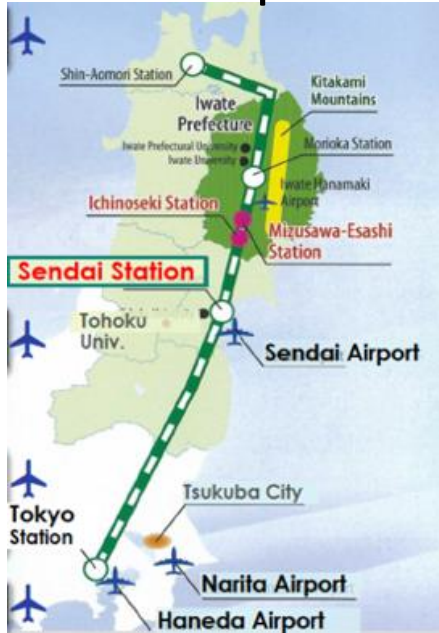 Shin-Aomori Station
Kitakami
Mountains
Iwate
Prefecture
Iwate Prefectural University
Iwate University
Morioka Station
Iwate Hanamaki
Airport
Ichinoseki Station
Mizusawa-Esashi
Station
Sendai Station
Tohoku
Univ.
Sendai Airport
Tsukuba City
Tokyo
Station
Narita Airport
Haneda Airport